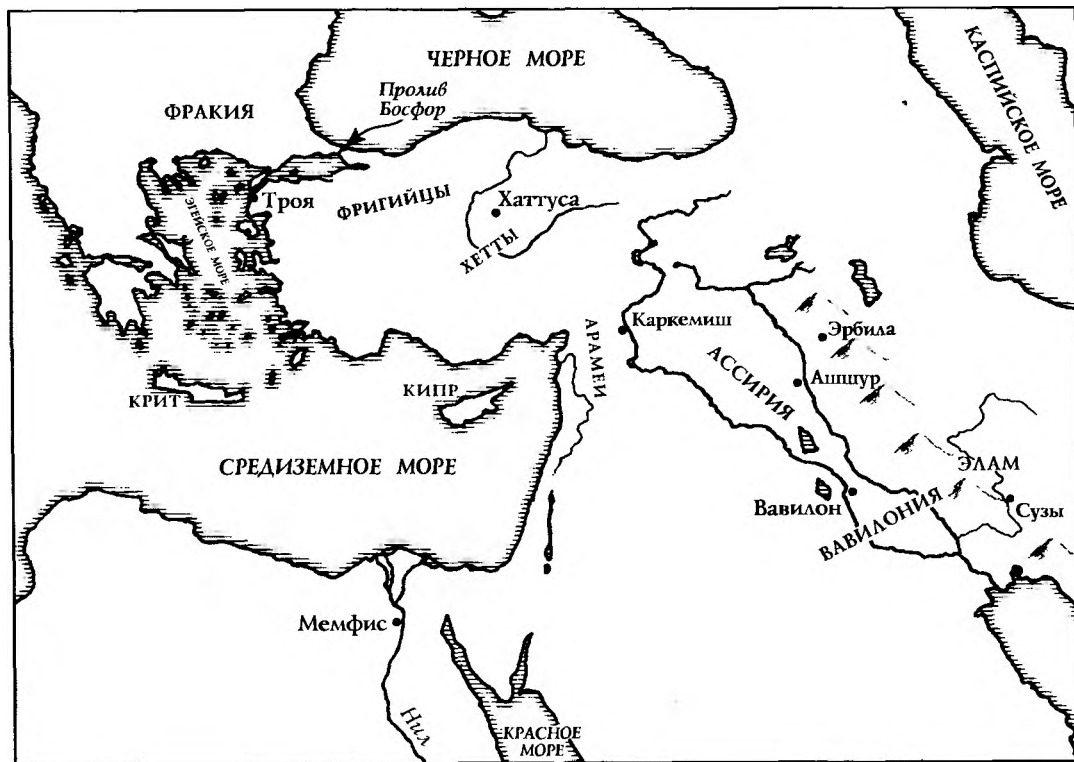 ЧЕРНОЕ МОРЕ
КАСПИЙСКОЕ МОРЕ
Пролив
Босфор
ФРАКИЯ
Троя
ФРИГИЙЦЫ
Хаттуса
ХЕТТЫ
ЭГЕЙСКОЕ МОРЕ
Каркемиш
Эрбила
АРАМЕИ
АССИРИЯ
Ашшур
КРИТ
КИПР
СРЕДИЗЕМНОЕ МОРЕ
ЭЛАМ
Вавилон
ВАВИЛОНИЯ
Сузы
Мемфис
Нил
КРАСНОЕ
МОРЕ